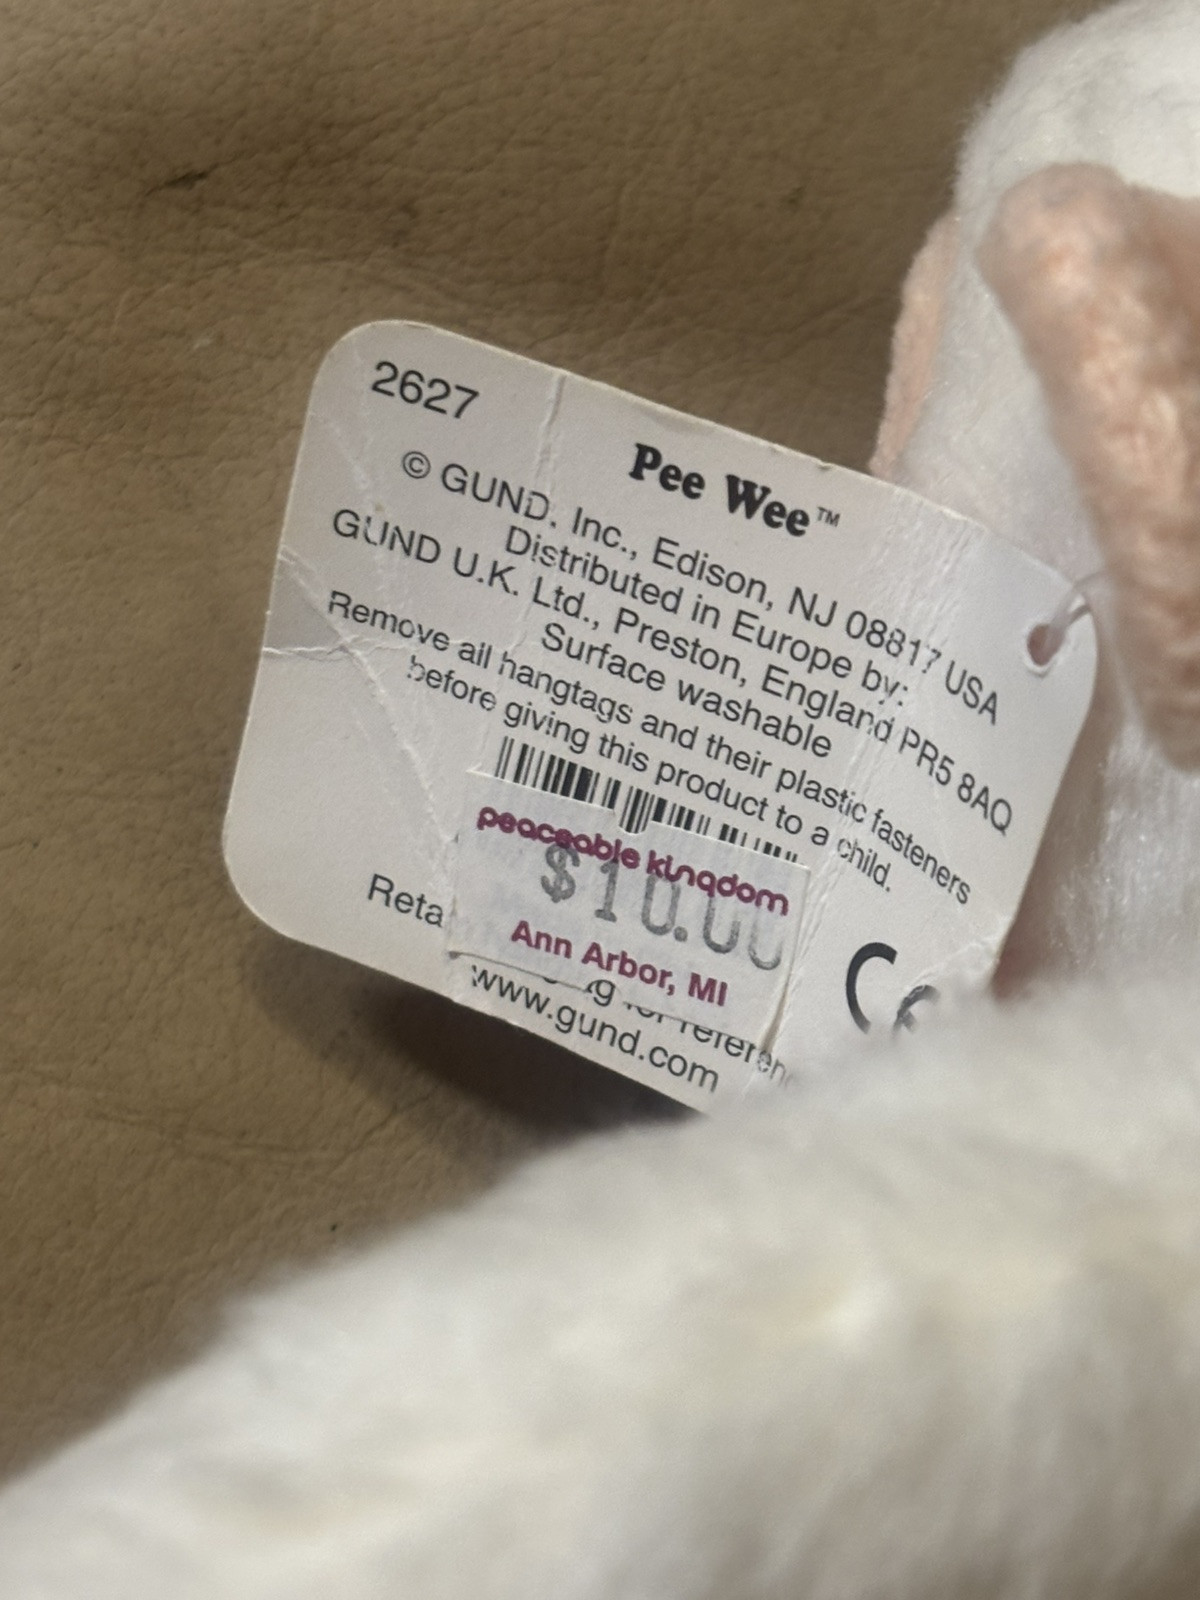 2627
Pee Wee™
© GUND. Inc., Edison, NJ 08817 USA
Distributed in Europe by:
GUND U.K. Ltd., Preston, England PR5 8AQ
Surface washable
Remove all hangtags and their plastic fasteners
before giving this product to a child.
peaceable kingdom
$10.00
Ann Arbor, MI
CE
www.gund.com